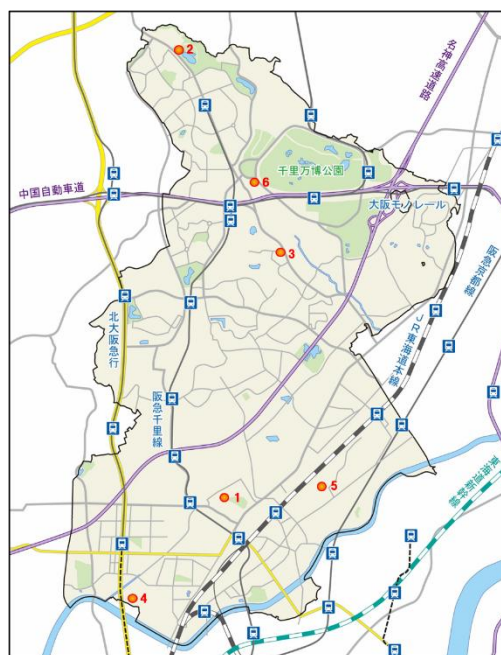 2
名神高速道路
千里万博公園
6
中国自動車道
大阪モノレール
3
阪急京都線
JR東海道本線
北大阪急行
阪急千里線
東海道新幹線
5
1
4